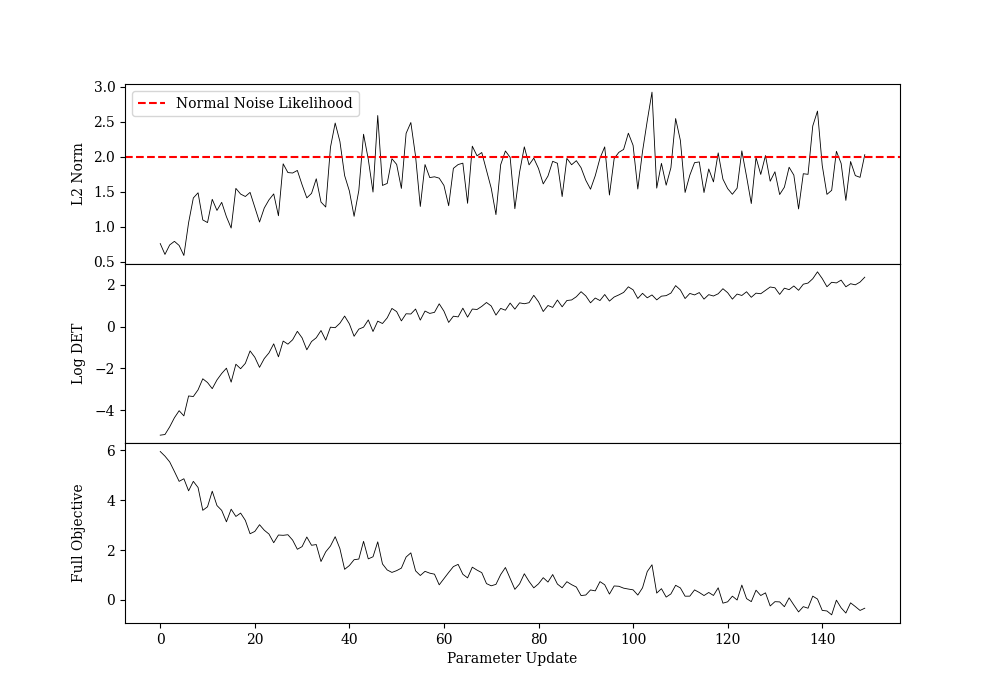 3.0
Normal Noise Likelihood
2.5
2.0
1.5
1.0
0.5
L2 Norm
2
0
−2
−4
Log DET
6
4
2
0
Full Objective
0 20 40 60 80 100 120 140
Parameter Update